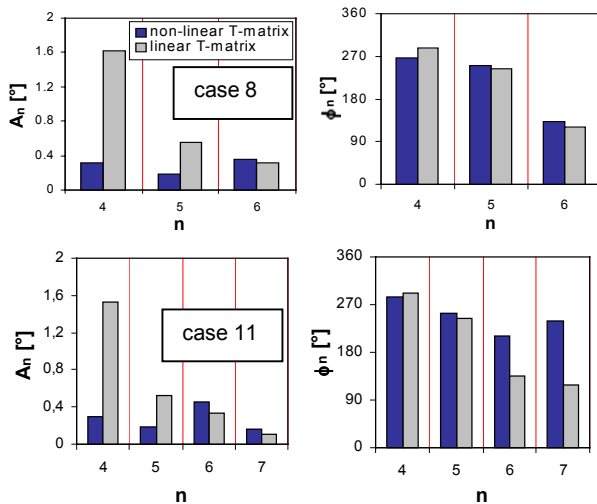 2
1.6
1.2
0.8
0.4
0
An [°]
non-linear T-matrix
linear T-matrix
case 8
4 5 6
n
360
270
180
90
0
ϕn [°]
4 5 6
n
2
1.6
1.2
0.8
0.4
0
An [°]
case 11
4 5 6 7
n
360
270
180
90
0
ϕn [°]
4 5 6 7
n